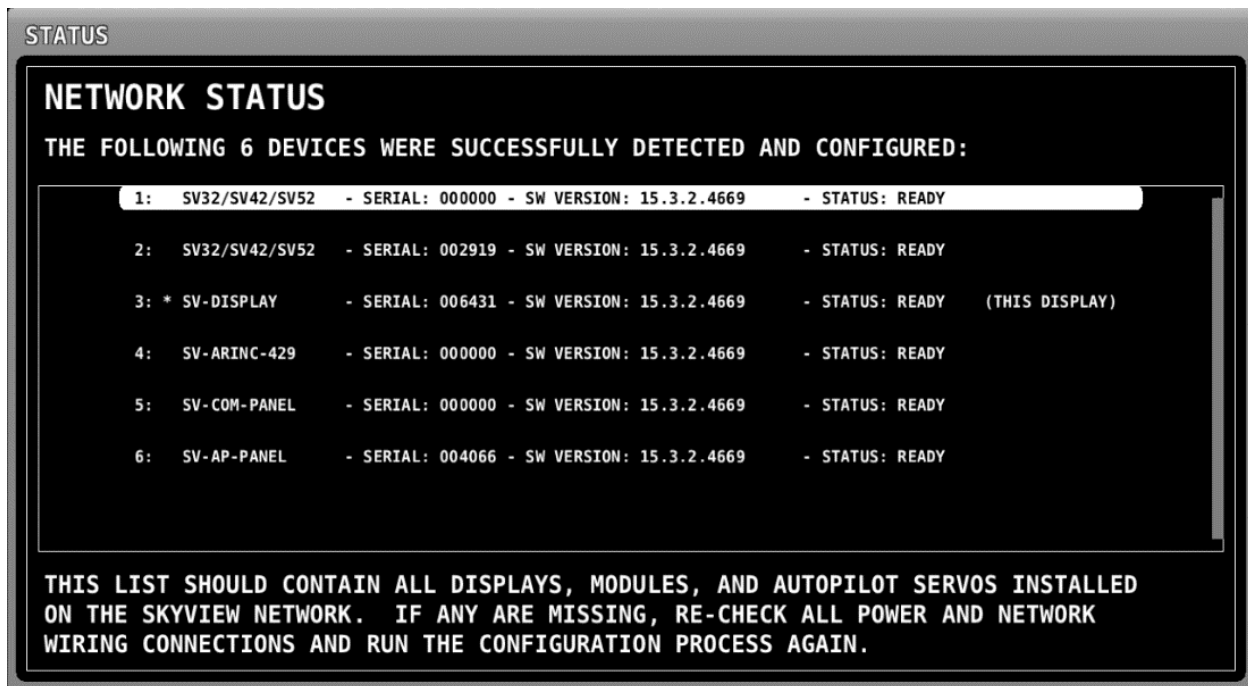 STATUS
NETWORK STATUS
THE FOLLOWING 6 DEVICES WERE SUCCESSFULLY DETECTED AND CONFIGURED:
1: SV32/SV42/SV52 - SERIAL: 000000 - SW VERSION: 15.3.2.4669 - STATUS: READY
2: SV32/SV42/SV52 - SERIAL: 002919 - SW VERSION: 15.3.2.4669 - STATUS: READY
3: * SV-DISPLAY - SERIAL: 006431 - SW VERSION: 15.3.2.4669 - STATUS: READY (THIS DISPLAY)
4: SV-ARINC-429 - SERIAL: 000000 - SW VERSION: 15.3.2.4669 - STATUS: READY
5: SV-COM-PANEL - SERIAL: 000000 - SW VERSION: 15.3.2.4669 - STATUS: READY
6: SV-AP-PANEL - SERIAL: 004066 - SW VERSION: 15.3.2.4669 - STATUS: READY
THIS LIST SHOULD CONTAIN ALL DISPLAYS, MODULES, AND AUTOPILOT SERVOS INSTALLED
ON THE SKYVIEW NETWORK. IF ANY ARE MISSING, RE-CHECK ALL POWER AND NETWORK
WIRING CONNECTIONS AND RUN THE CONFIGURATION PROCESS AGAIN.